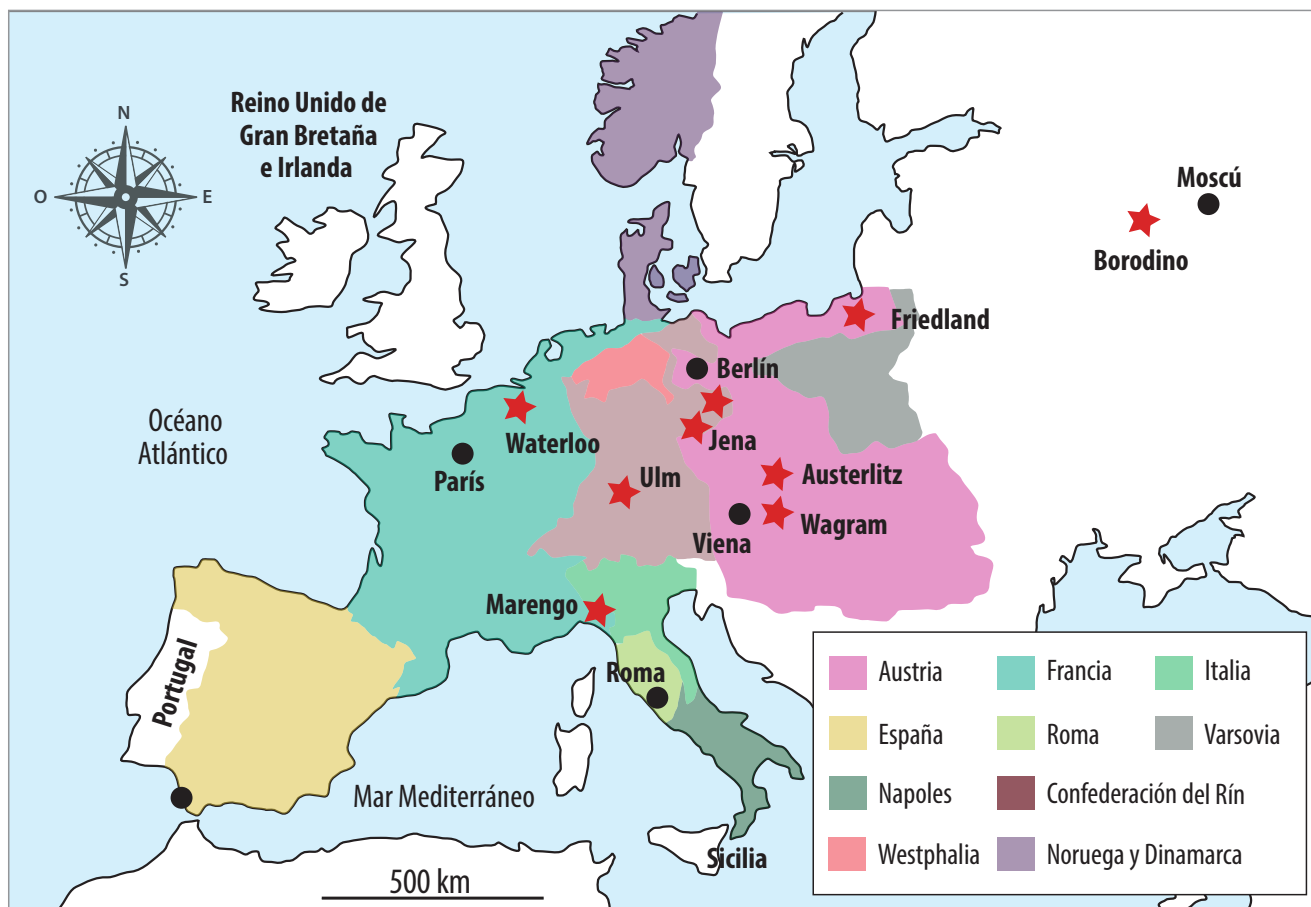 Reino Unido de
Gran Bretaña
e Irlanda
N
O
E
S
Moscú
Borodino
Friedland
Berlín
Océano
Atlántico
Waterloo
Jena
París
Ulm
Austerlitz
Wagram
Viena
Marengo
Portugal
Roma
Mar Mediterráneo
Sicilia
500 km
Austria
Francia
Italia
España
Roma
Varsovia
Napoles
Confederación del Rín
Westphalia
Noruega y Dinamarca